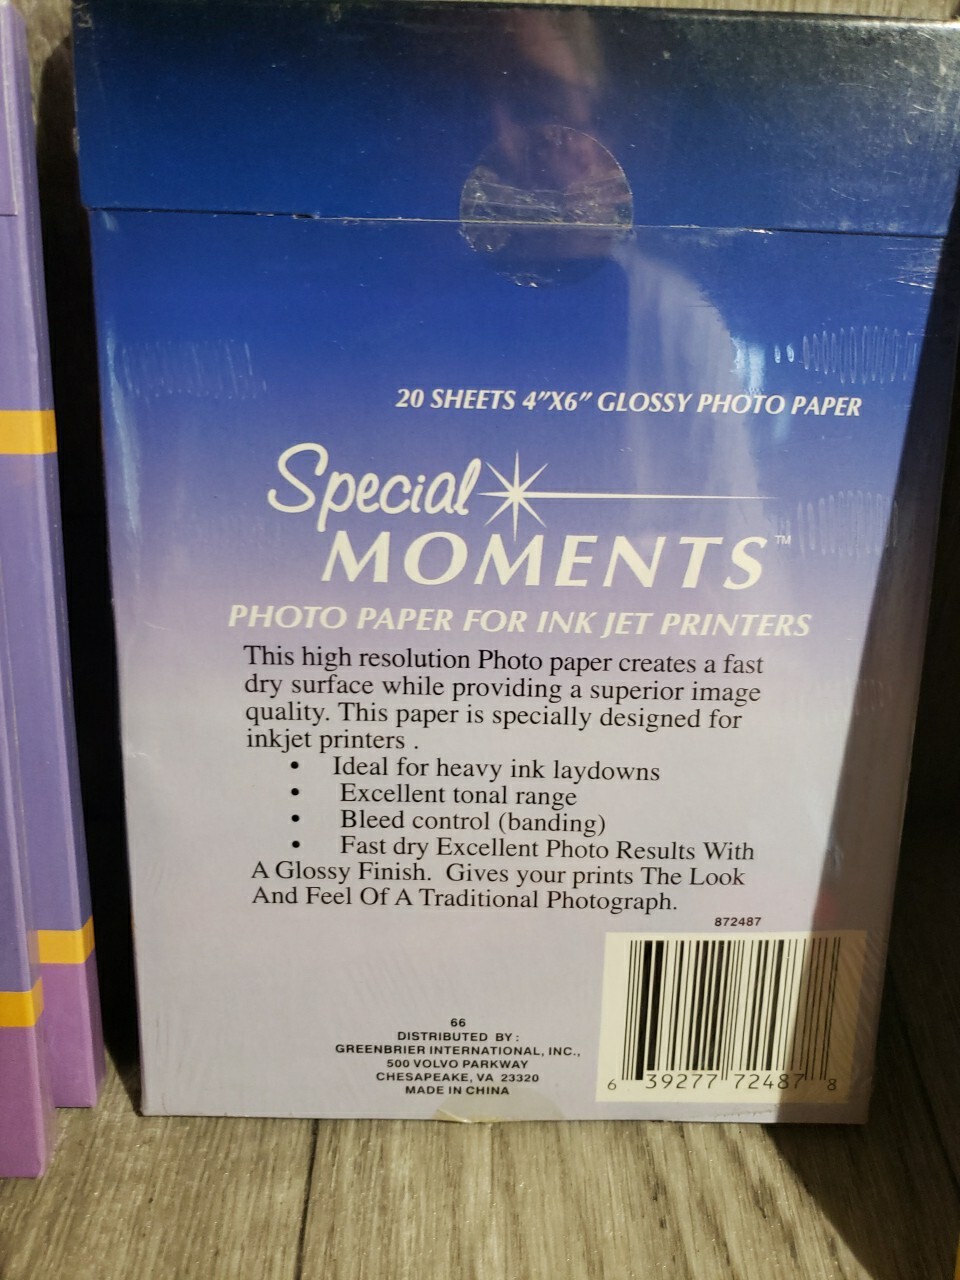 20 SHEETS 4"X6" GLOSSY PHOTO PAPER
Special
MOMENTS™
PHOTO PAPER FOR INK JET PRINTERS
This high resolution Photo paper creates a fast
dry surface while providing a superior image
quality. This paper is specially designed for
inkjet printers .
• Ideal for heavy ink laydowns
• Excellent tonal range
• Bleed control (banding)
• Fast dry Excellent Photo Results With
A Glossy Finish. Gives your prints The Look
And Feel Of A Traditional Photograph.
872487
66
DISTRIBUTED BY :
GREENBRIER INTERNATIONAL, INC.,
500 VOLVO PARKWAY
CHESAPEAKE, VA 23320
MADE IN CHINA
6 39277 72487 8